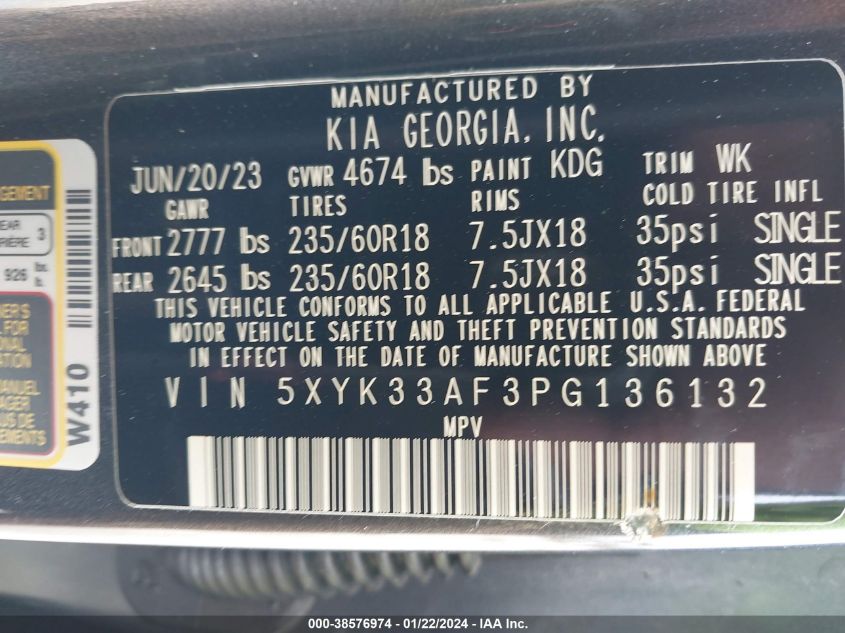 MANUFACTURED BY
KIA GEORGIA, INC.
JUN/20/23 GVWR 4674 lbs PAINT KDG TRIM WK
GAWR TIRES RIMS COLD TIRE INFL
FRONT 2777 lbs 235/60R18 7.5JX18 35psi SINGLE
REAR 2645 lbs 235/60R18 7.5JX18 35psi SINGLE
THIS VEHICLE CONFORMS TO ALL APPLICABLE U.S.A. FEDERAL
MOTOR VEHICLE SAFETY AND THEFT PREVENTION STANDARDS
IN EFFECT ON THE DATE OF MANUFACTURE SHOWN ABOVE
VIN 5XYK33AF3PG136132
MPV
3
926 lbs
W410
000-38576974 - 01/22/2024 - IAA Inc.